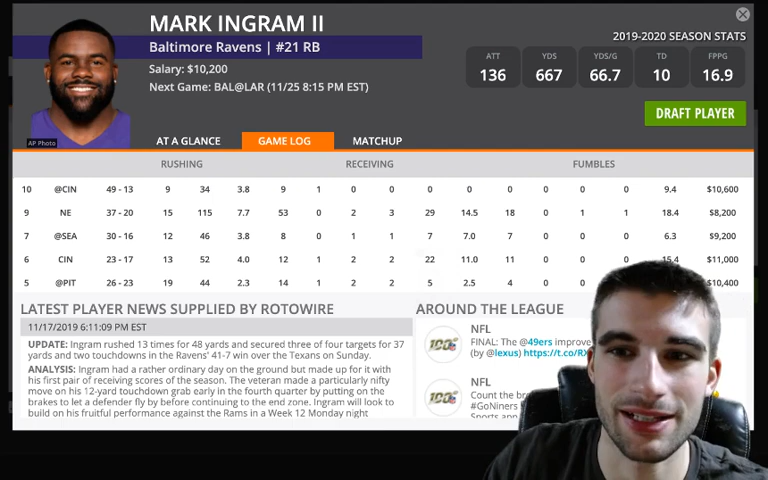 MARK INGRAM II
Baltimore Ravens | #21 RB
Salary: $10,200
Next Game: BAL@LAR (11/25 8:15 PM EST)
2019-2020 SEASON STATS
ATT YDS YDS/G TD FPPG
136 667 66.7 10 16.9
DRAFT PLAYER
AP Photo
AT A GLANCE GAME LOG MATCHUP
RUSHING RECEIVING FUMBLES
10 @CIN 49 - 13 9 34 3.8 9 1 0 0 0 0 0 0 0 9.4 $10,600
9 NE 37 - 20 15 115 7.7 53 0 2 3 29 14.5 18 0 1 1 18.4 $8,200
7 @SEA 30 - 16 12 46 3.8 8 0 1 1 7 7.0 7 0 0 0 6.3 $9,200
6 CIN 23 - 17 13 52 4.0 12 1 2 2 22 11.0 11 0 0 0 15.4 $11,000
5 @PIT 26 - 23 19 44 2.3 14 1 2 2 5 2.5 4 0 0 $10,400
LATEST PLAYER NEWS SUPPLIED BY ROTOWIRE
11/17/2019 6:11:09 PM EST
UPDATE: Ingram rushed 13 times for 48 yards and secured three of four targets for 37
yards and two touchdowns in the Ravens' 41-7 win over the Texans on Sunday.
ANALYSIS: Ingram had a rather ordinary day on the ground but made up for it with
his first pair of receiving scores of the season. The veteran made a particularly nifty
move on his 12-yard touchdown grab early in the fourth quarter by putting on the
brakes to let a defender fly by before continuing to the end zone. Ingram will look to
build on his fruitful performance against the Rams in a Week 12 Monday night
AROUND THE LEAGUE
100
NFL
FINAL: The @49ers improve
(by @lexus) https://t.co/RX
100
NFL
Count the
#GoNiners
Sports